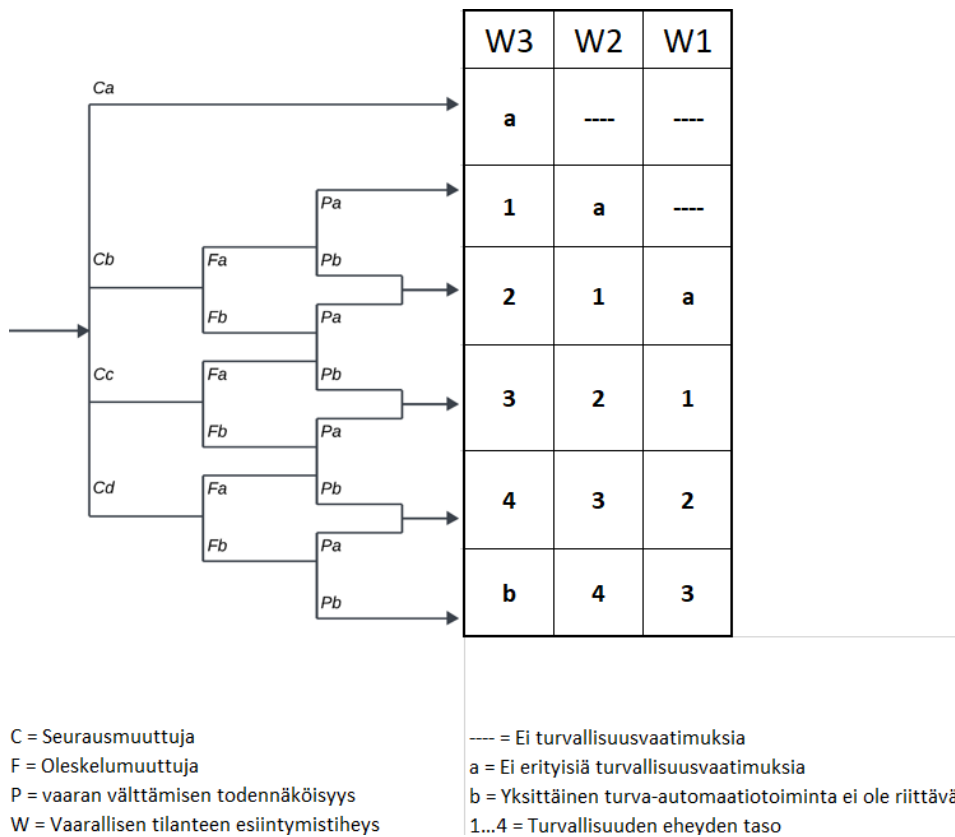 W3 W2 W1
Ca
a ---- ----
Pa
1 a ----
Cb Fa Pb
2 1 a
Fb Pa
Cc Fa Pb
3 2 1
Fb Pa
Cd Fa Pb
4 3 2
Fb Pa
Pb
b 4 3
C = Seurausmuuttuja
F = Oleskelumuuttuja
P = vaaran välttämisen todennäköisyys
W = Vaarallisen tilanteen esiintymistiheys
---- = Ei turvallisuusvaatimuksia
a = Ei erityisiä turvallisuusvaatimuksia
b = Yksittäinen turva-automaatiotoiminta ei ole riittävä
1...4 = Turvallisuuden eheyden taso